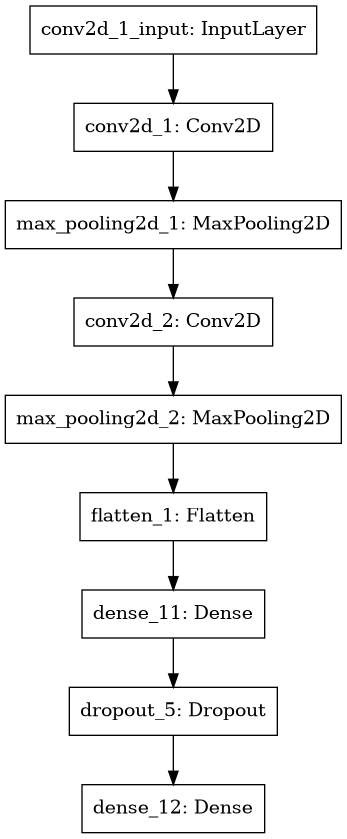 conv2d_1_input: InputLayer
conv2d_1: Conv2D
max_pooling2d_1: MaxPooling2D
conv2d_2: Conv2D
max_pooling2d_2: MaxPooling2D
flatten_1: Flatten
dense_11: Dense
dropout_5: Dropout
dense_12: Dense